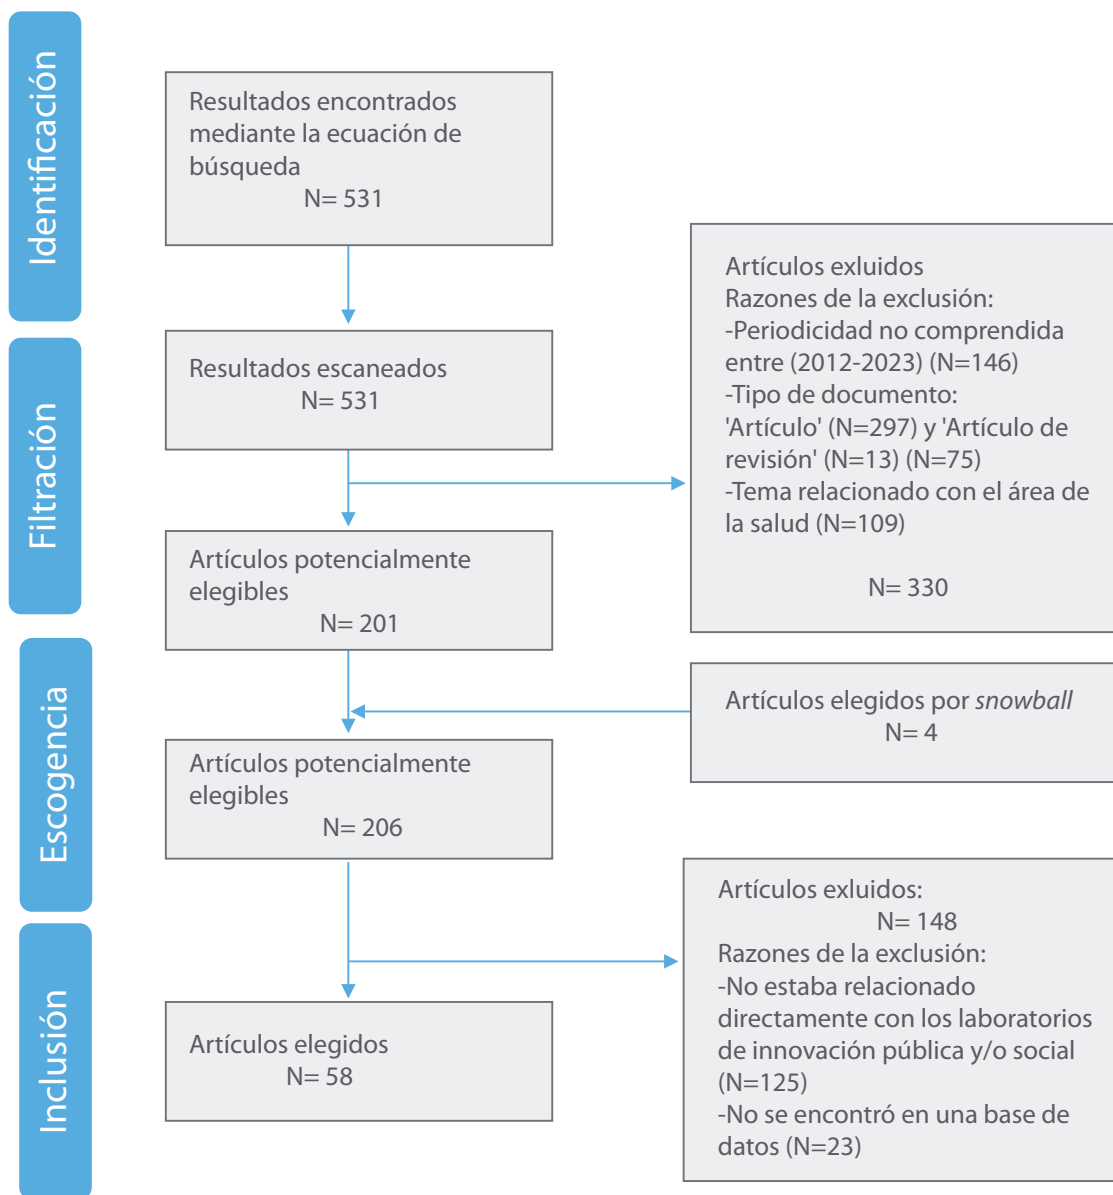 Identificación
Resultados encontrados
mediante la ecuación de
búsqueda
N= 531
Filtración
Resultados escaneados
N= 531
Artículos exluidos
Razones de la exclusión:
-Periodicidad no comprendida
entre (2012-2023) (N=146)
-Tipo de documento:
'Artículo' (N=297) y 'Artículo de
revisión' (N=13) (N=75)
-Tema relacionado con el área de
la salud (N=109)
N= 330
Artículos potencialmente
elegibles
N= 201
Escogencia
Artículos elegidos por snowball
N= 4
Artículos potencialmente
elegibles
N= 206
Artículos exluidos:
N= 148
Razones de la exclusión:
-No estaba relacionado
directamente con los laboratorios
de innovación pública y/o social
(N=125)
-No se encontró en una base de
datos (N=23)
Inclusión
Artículos elegidos
N= 58